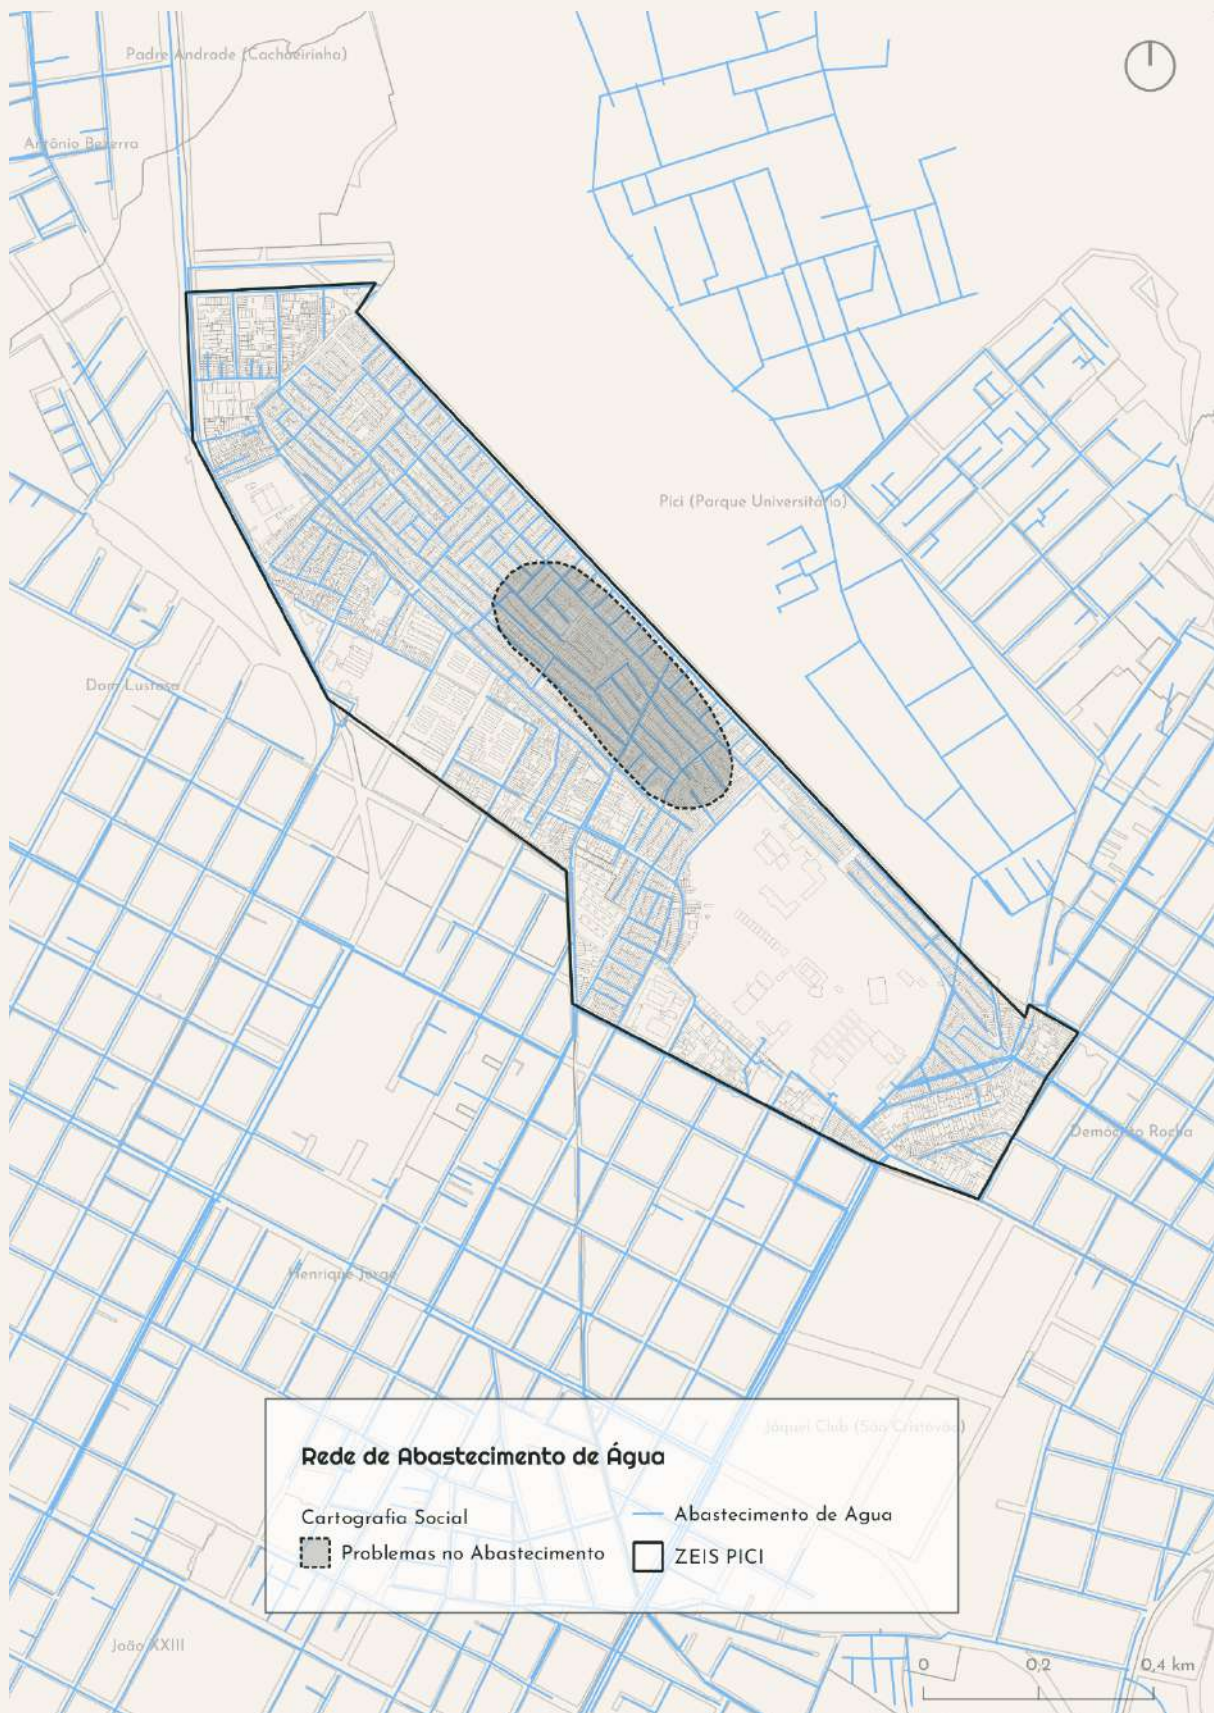 Padre Andrade (Cachoeirinha)
Antônio Bezerra
Pici (Parque Universitário)
Dom Lustosa
Demócrito Rocha
Henrique Jorge
Jóquei Club (São Cristóvão)
Rede de Abastecimento de Água
Cartografia Social
Abastecimento de Agua
Problemas no Abastecimento
ZEIS PICI
João XXIII
0 0,2 0,4 km